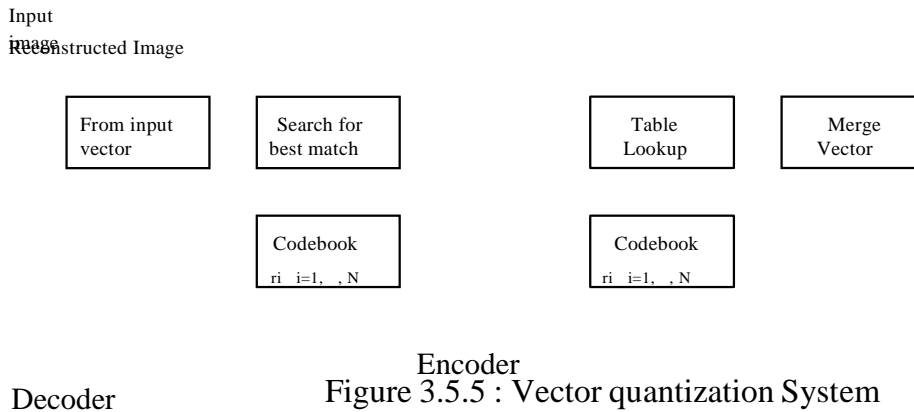 Input
image
Reconstructed Image
From input
vector
Search for
best match
Table
Lookup
Merge
Vector
Codebook
ri i=1, , N
Codebook
ri i=1, , N
Encoder
Decoder
Figure 3.5.5 : Vector quantization System